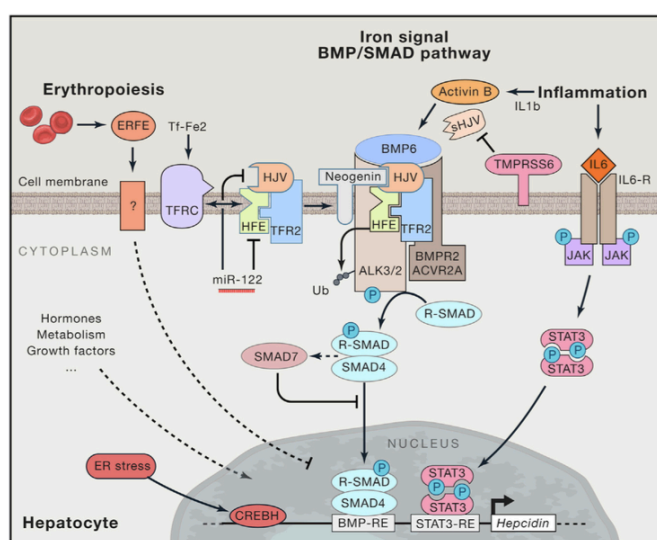 Iron signal
BMP/SMAD pathway
Erythropoiesis
Inflammation
Activin B
IL1b
ERFE
Tf-Fe2
sHJV
BMP6
TMPRSS6
IL6
IL6-R
Cell membrane
?
TFRC
HJV
HFE
TFR2
Neogenin
HJV
HFE
TFR2
CYTOPLASM
BMPR2
ACVR2A
P
JAK
JAK
P
miR-122
Ub
ALK3/2
P
R-SMAD
Hormones
Metabolism
Growth factors
...
P
R-SMAD
SMAD4
SMAD7
STAT3
P
P
STAT3
NUCLEUS
ER stress
CREBH
P
R-SMAD
SMAD4
STAT3
P
P
STAT3
BMP-RE
STAT3-RE
Hepcidin
Hepatocyte